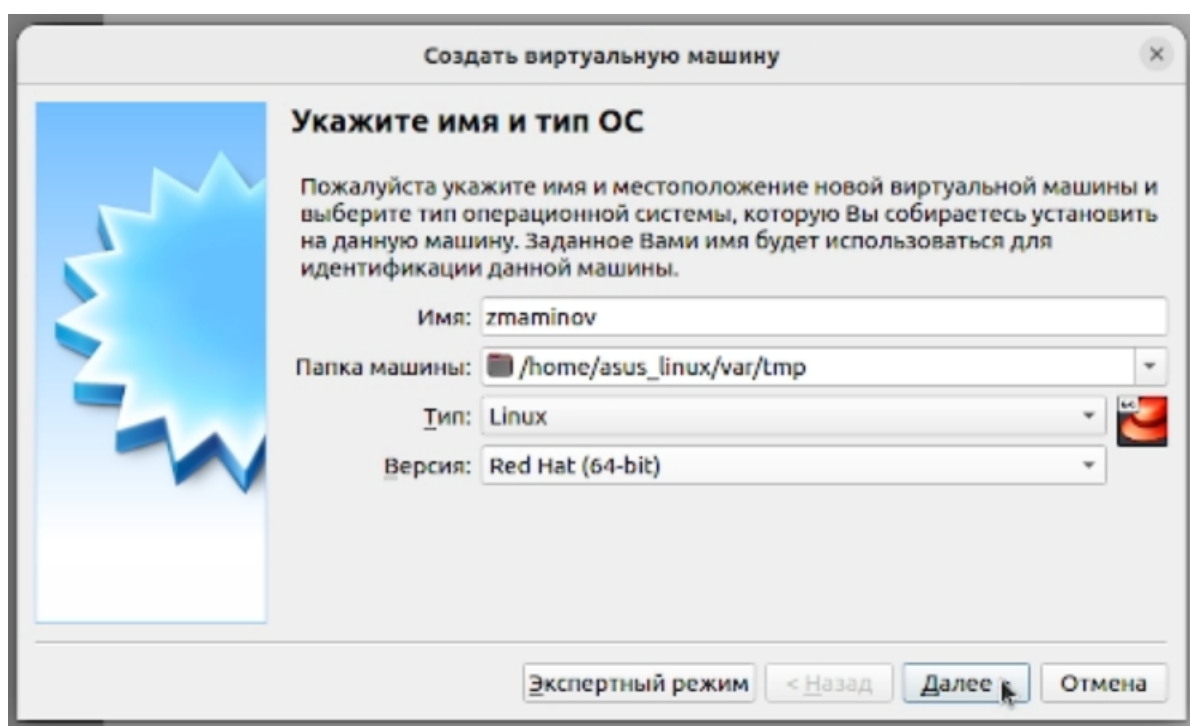 Создать виртуальную машину
Укажите имя и тип ОС
Пожалуйста укажите имя и местоположение новой виртуальной машины и
выберите тип операционной системы, которую Вы собираетесь установить
на данную машину. Заданное Вами имя будет использоваться для
идентификации данной машины.
Имя: zmaminov
Папка машины: /home/asus_linux/var/tmp
Тип: Linux
Версия: Red Hat (64-bit)
Экспертный режим < Назад Далее > Отмена